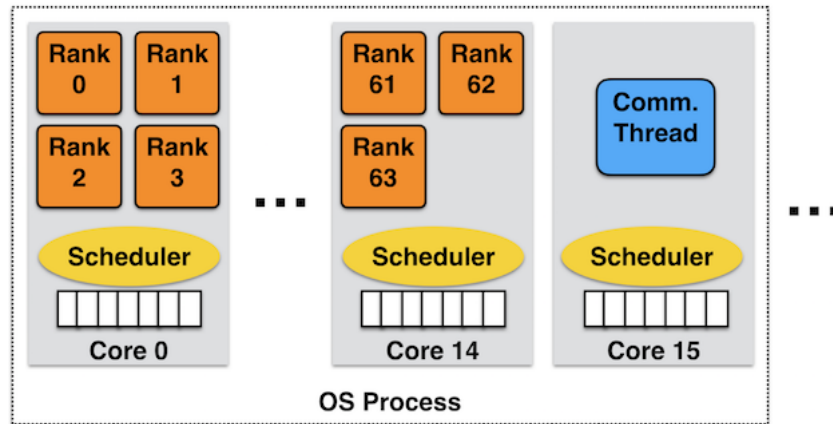 Rank
0
Rank
1
Rank
2
Rank
3
Scheduler
Core 0
...
Rank
61
Rank
62
Rank
63
Scheduler
Core 14
Comm.
Thread
Scheduler
Core 15
...
OS Process